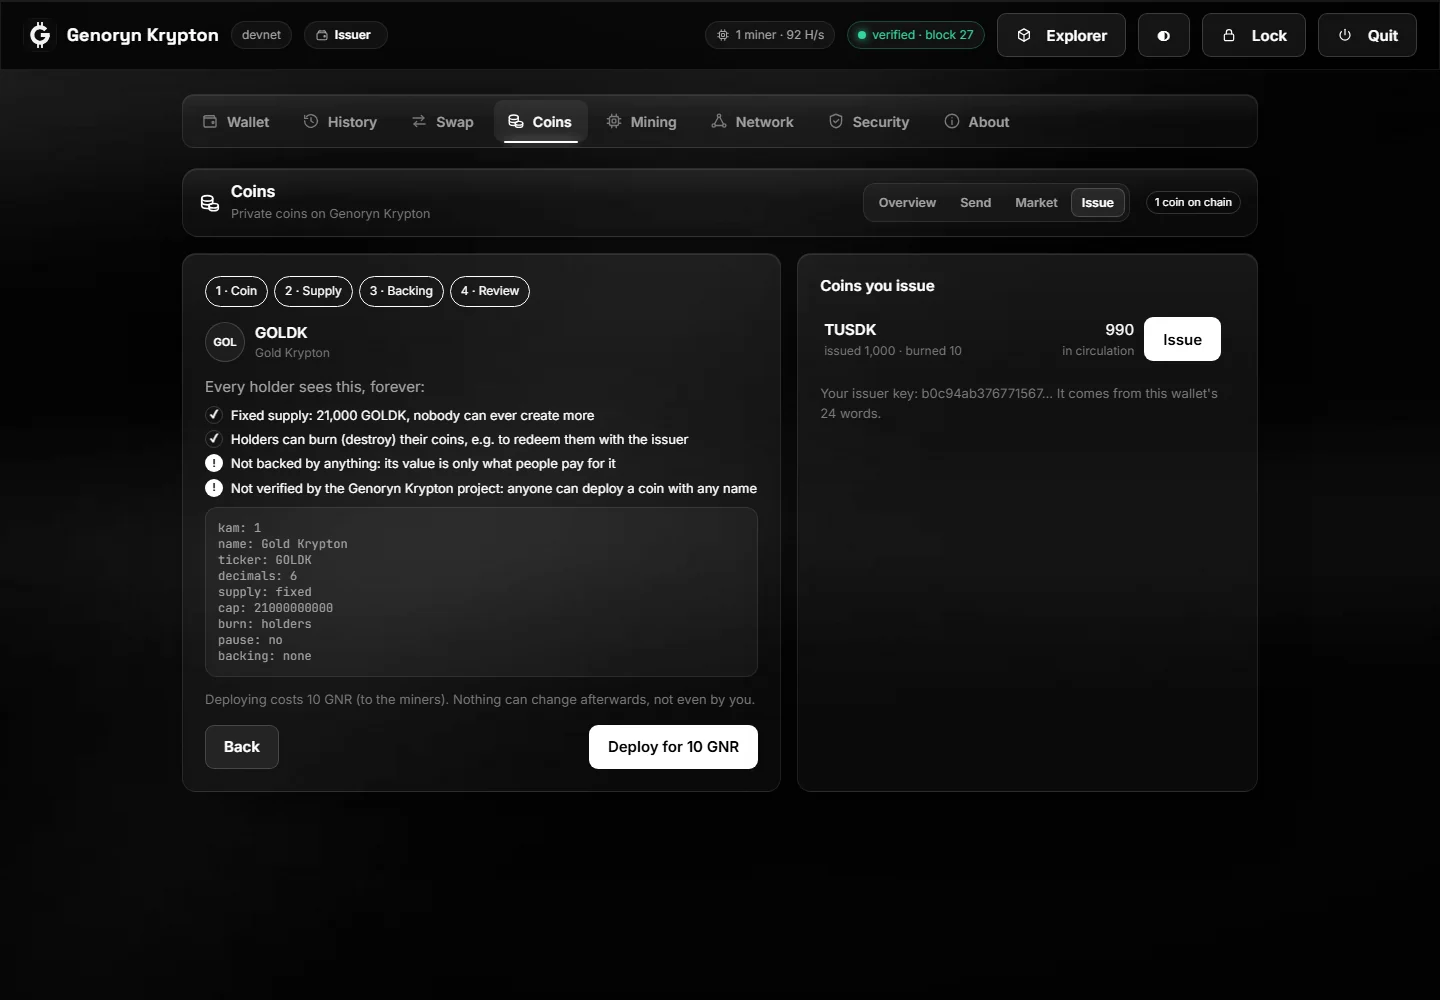 Genoryn Krypton
devnet
Issuer
1 miner · 92 H/s
verified · block 27
Explorer
Lock
Quit
Wallet
History
Swap
Coins
Mining
Network
Security
About
Coins
Private coins on Genoryn Krypton
Overview
Send
Market
Issue
1 coin on chain
1 · Coin
2 · Supply
3 · Backing
4 · Review
GOL
GOLDK
Gold Krypton
Every holder sees this, forever:
Fixed supply: 21,000 GOLDK, nobody can ever create more
Holders can burn (destroy) their coins, e.g. to redeem them with the issuer
Not backed by anything: its value is only what people pay for it
Not verified by the Genoryn Krypton project: anyone can deploy a coin with any name
kam: 1
name: Gold Krypton
ticker: GOLDK
decimals: 6
supply: fixed
cap: 21000000000
burn: holders
pause: no
backing: none
Deploying costs 10 GNR (to the miners). Nothing can change afterwards, not even by you.
Back
Deploy for 10 GNR
Coins you issue
TUSDK
issued 1,000 · burned 10
990
in circulation
Issue
Your issuer key: b0c94ab376771567... It comes from this wallet's
24 words.